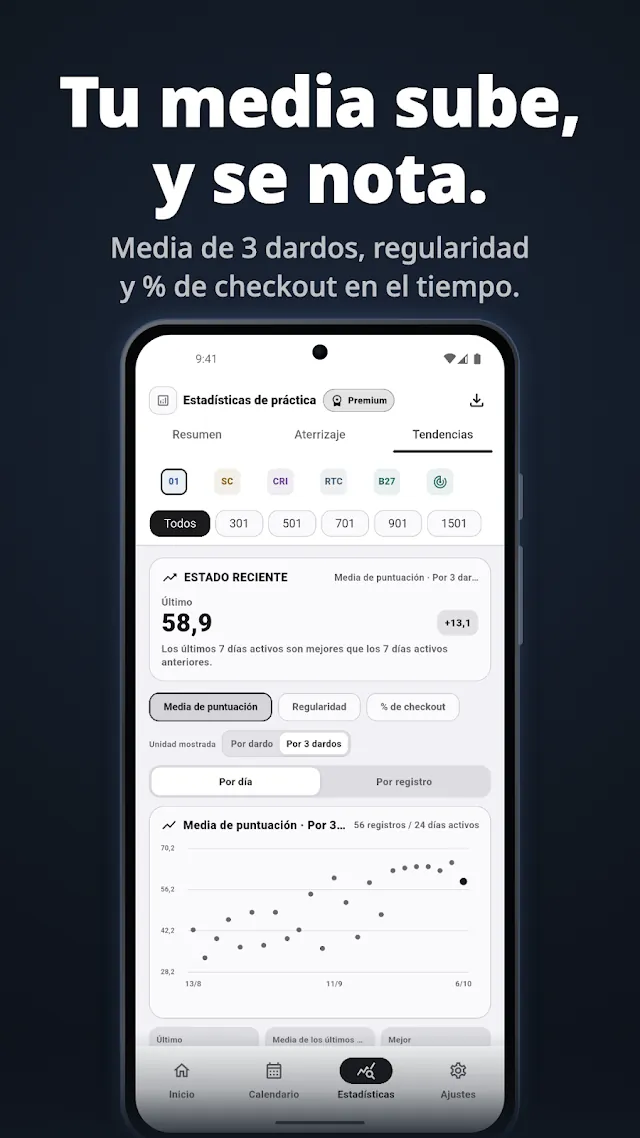 Tu media sube,
y se nota.
Media de 3 dardos, regularidad
y % de checkout en el tiempo.
9:41
Estadísticas de práctica Premium
Resumen Aterrizaje Tendencias
01 SC CRI RTC B27
Todos 301 501 701 901 1501
ESTADO RECIENTE Media de puntuación · Por 3 dar...
Último
58,9 +13,1
Los últimos 7 días activos son mejores que los 7 días activos
anteriores.
Media de puntuación Regularidad % de checkout
Unidad mostrada Por dardo Por 3 dardos
Por día Por registro
Media de puntuación · Por 3... 56 registros / 24 días activos
70,2
56,2
42,2
28,2
13/8 11/9 6/10
Último Media de los últimos ... Mejor
Inicio Calendario Estadísticas Ajustes